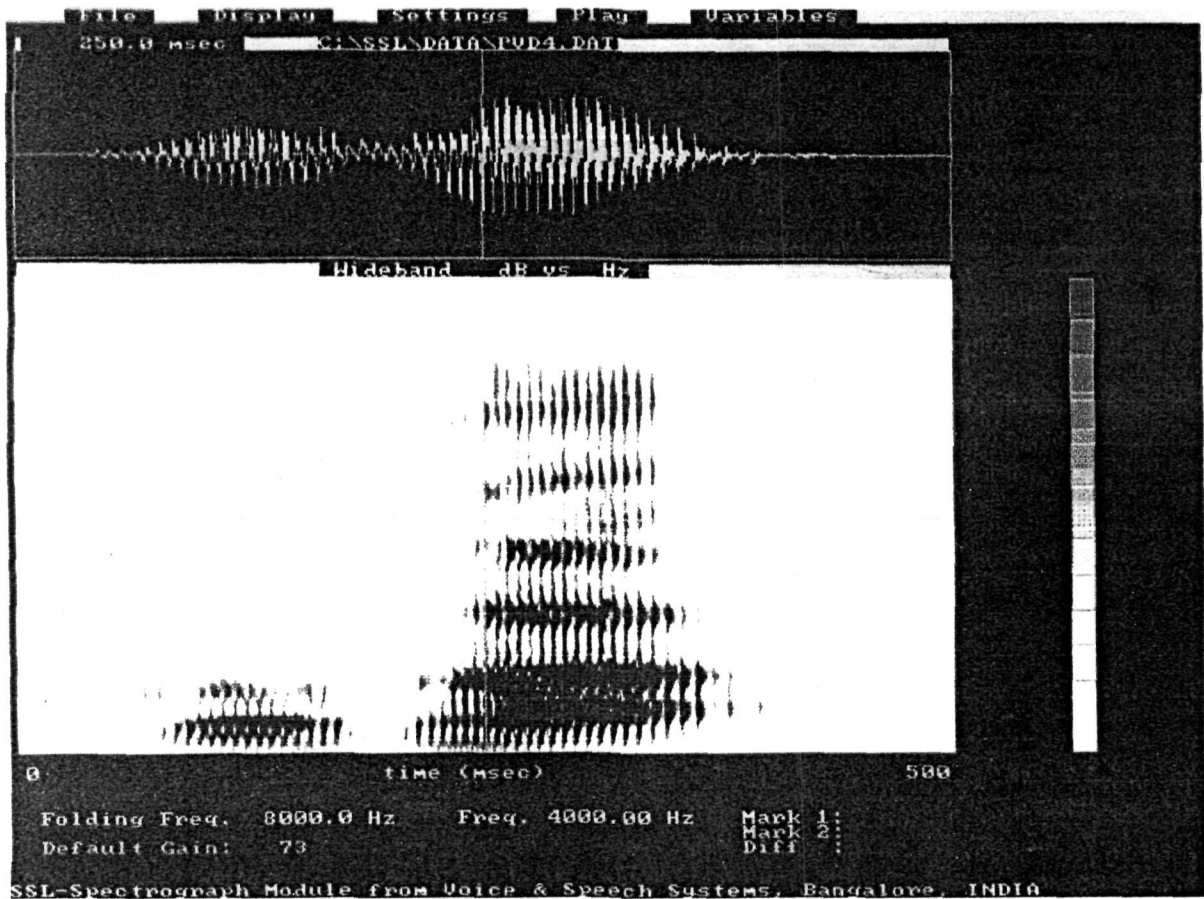 File Display Settings Play Variables
250.0 msec C:\SSL\DATA\PVD4.DAT
Wideband dB vs Hz
0 time (msec) 500
Folding Freq. 8000.0 Hz Freq. 4000.00 Hz Mark 1:
Mark 2:
Default Gain: 73 Diff :
SSL-Spectrograph Module from Voice & Speech Systems, Bangalore, INDIA